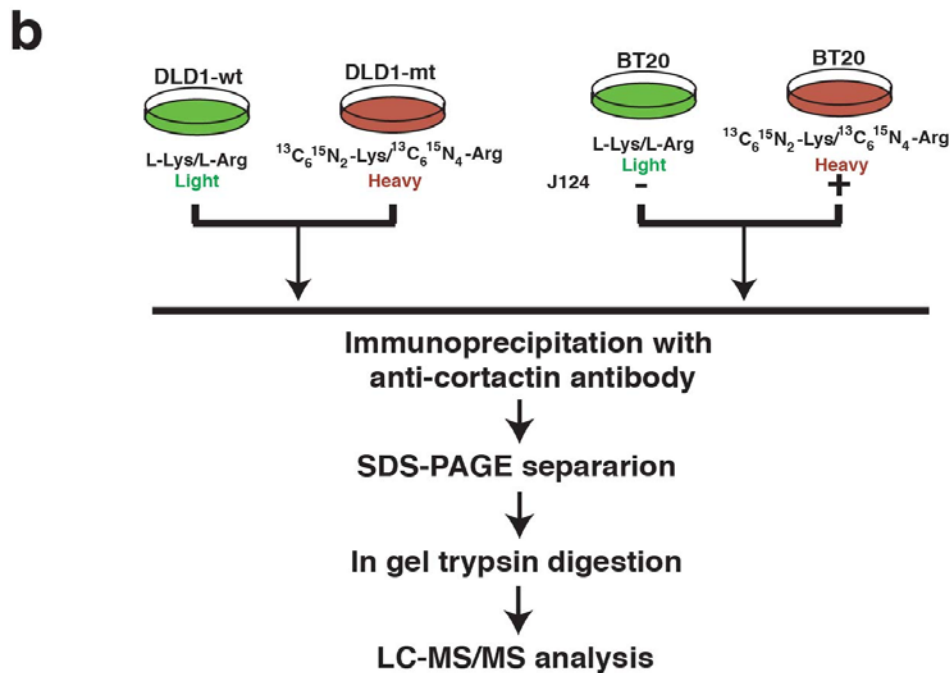 b
DLD1-wt
DLD1-mt
BT20
BT20
L-Lys/L-Arg
Light
¹³C₆¹⁵N₂-Lys/¹³C₆¹⁵N₄-Arg
Heavy
L-Lys/L-Arg
Light
¹³C₆¹⁵N₂-Lys/¹³C₆¹⁵N₄-Arg
Heavy
J124 - +
Immunoprecipitation with
anti-cortactin antibody
SDS-PAGE separarion
In gel trypsin digestion
LC-MS/MS analysis